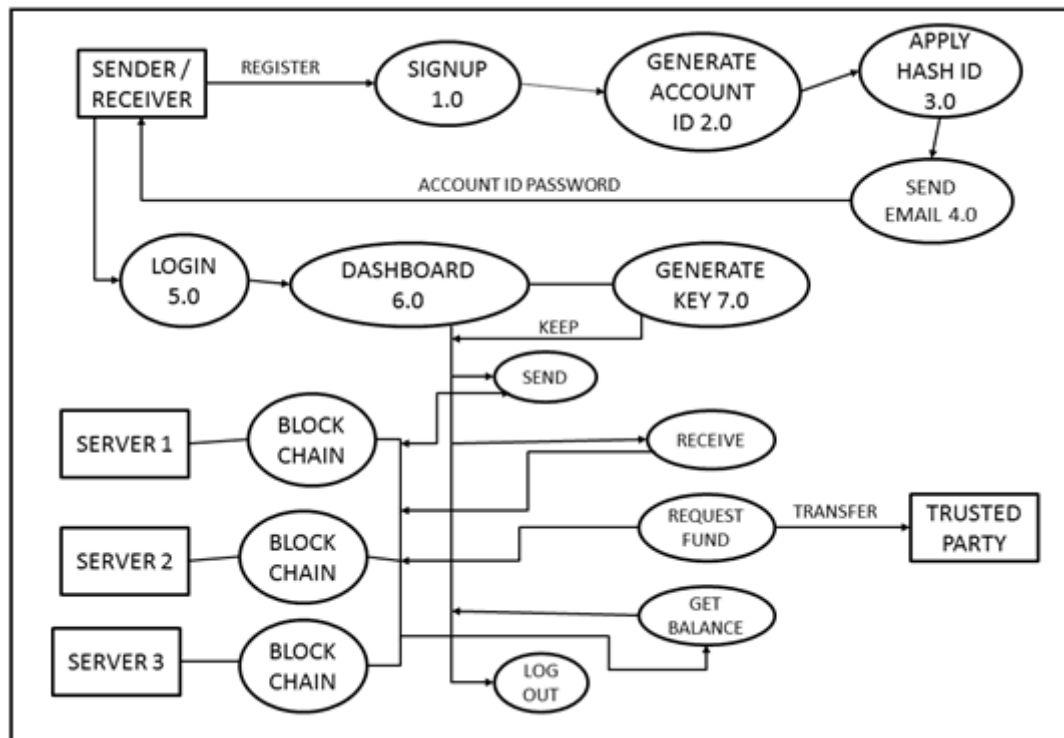 SENDER /
RECEIVER
REGISTER
SIGNUP
1.0
GENERATE
ACCOUNT
ID 2.0
APPLY
HASH ID
3.0
ACCOUNT ID PASSWORD
SEND
EMAIL 4.0
LOGIN
5.0
DASHBOARD
6.0
GENERATE
KEY 7.0
KEEP
SEND
SERVER 1
BLOCK
CHAIN
RECEIVE
SERVER 2
BLOCK
CHAIN
REQUEST
FUND
TRANSFER
TRUSTED
PARTY
GET
BALANCE
SERVER 3
BLOCK
CHAIN
LOG
OUT